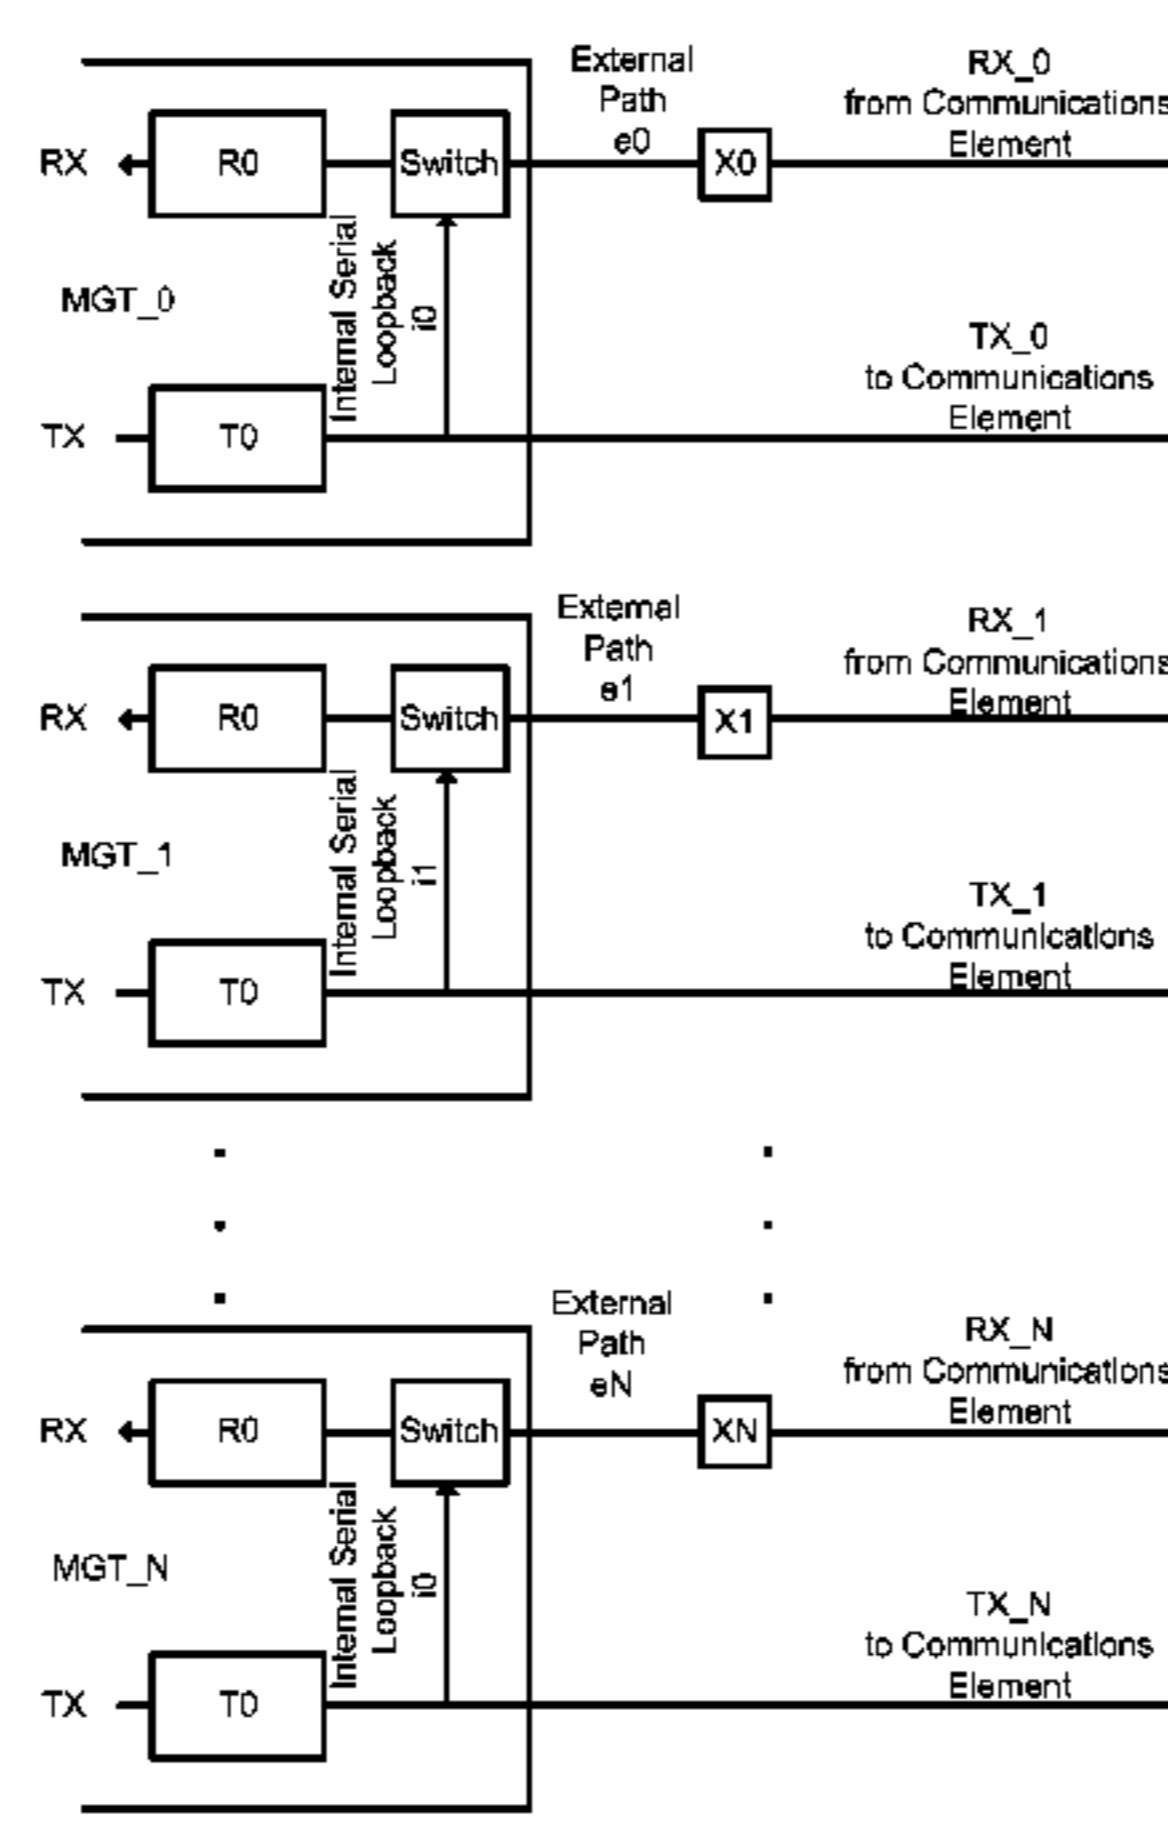 External
Path
e0
RX_0
from Communications
Element
RX
R0
Switch
X0
Internal Serial
Loopback
i0
MGT_0
TX_0
to Communications
Element
TX
T0
External
Path
e1
RX_1
from Communications
Element
RX
R0
Switch
X1
Internal Serial
Loopback
i1
MGT_1
TX_1
to Communications
Element
TX
T0
External
Path
eN
RX_N
from Communications
Element
RX
R0
Switch
XN
Internal Serial
Loopback
i0
MGT_N
TX_N
to Communications
Element
TX
T0